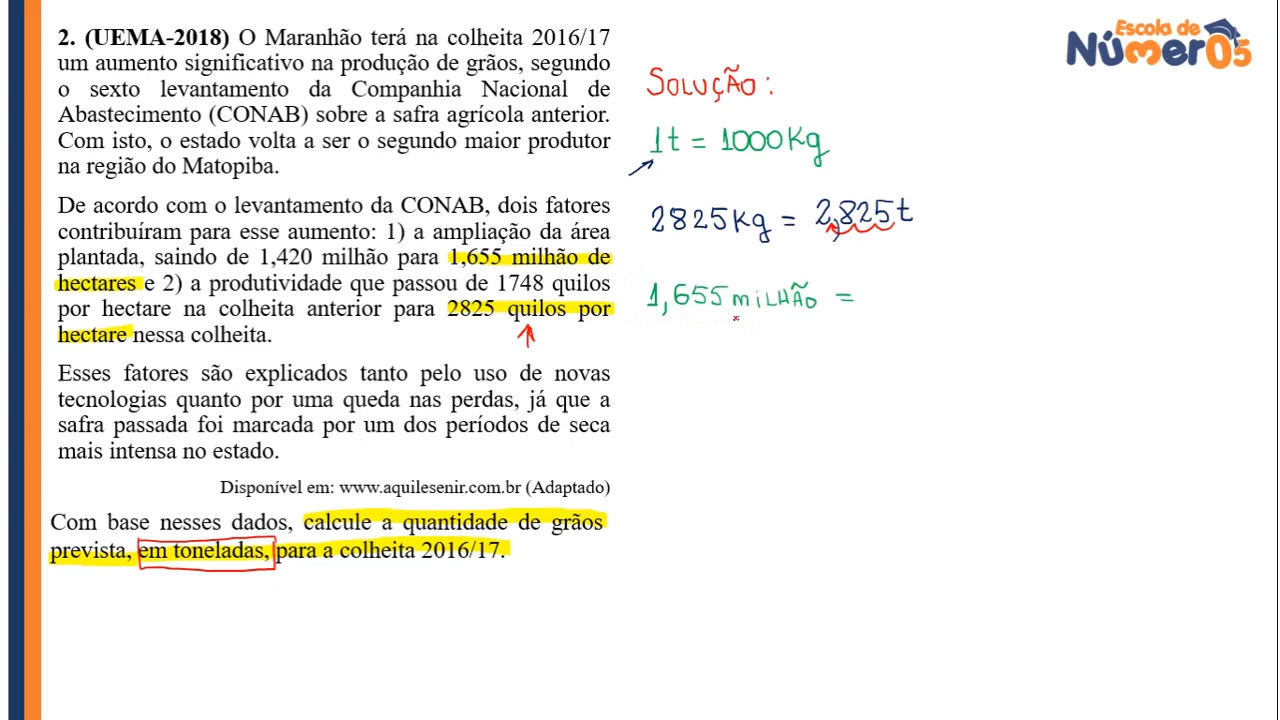 2. (UEMA-2018) O Maranhão terá na colheita 2016/17
um aumento significativo na produção de grãos, segundo
o sexto levantamento da Companhia Nacional de
Abastecimento (CONAB) sobre a safra agrícola anterior.
Com isto, o estado volta a ser o segundo maior produtor
na região do Matopiba.
De acordo com o levantamento da CONAB, dois fatores
contribuíram para esse aumento: 1) a ampliação da área
plantada, saindo de 1,420 milhão para 1,655 milhão de
hectares e 2) a produtividade que passou de 1748 quilos
por hectare na colheita anterior para 2825 quilos por
hectare nessa colheita.
Esses fatores são explicados tanto pelo uso de novas
tecnologias quanto por uma queda nas perdas, já que a
safra passada foi marcada por um dos períodos de seca
mais intensa no estado.
Disponível em: www.aquilesenir.com.br (Adaptado)
Com base nesses dados, calcule a quantidade de grãos
prevista, em toneladas, para a colheita 2016/17.
Escola de
NúmerO5
SOLUÇÃO:
1t = 1000Kg
2825Kg = 2,825t
1,655 miLHÃO =